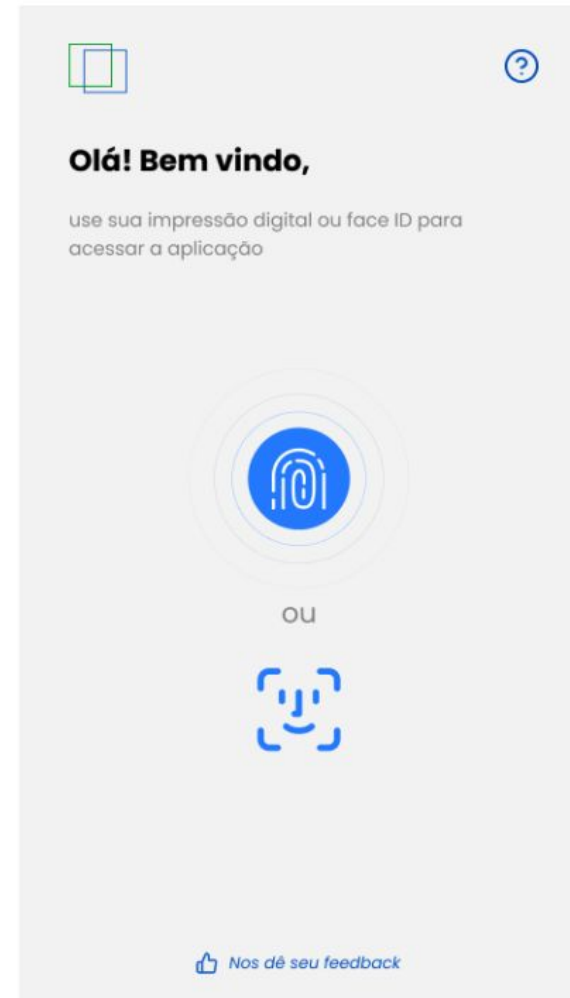 ?
Olá! Bem vindo,
use sua impressão digital ou face ID para
acessar a aplicação
ou
Nos dê seu feedback